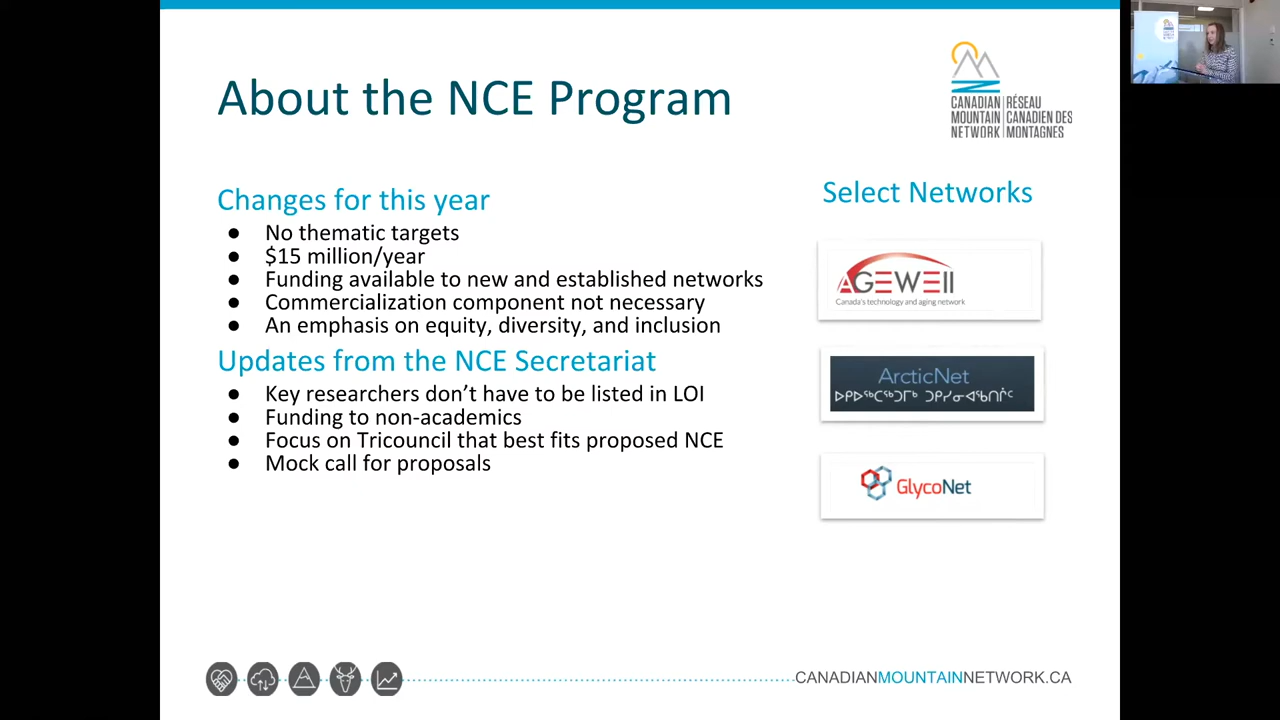 About the NCE Program
CANADIAN MOUNTAIN NETWORK
RÉSEAU CANADIEN DES MONTAGNES
Changes for this year
● No thematic targets
● $15 million/year
● Funding available to new and established networks
● Commercialization component not necessary
● An emphasis on equity, diversity, and inclusion
Updates from the NCE Secretariat
● Key researchers don’t have to be listed in LOI
● Funding to non-academics
● Focus on Tricouncil that best fits proposed NCE
● Mock call for proposals
Select Networks
AGEWEll
Canada's technology and aging network
ArcticNet
ᐅᑭᐅᖅᑕᖅᑐᒥᒃ ᑐᑭᓯᓂᐊᖃᑎᒌᑦ
GlycoNet
CANADIANMOUNTAINNETWORK.CA